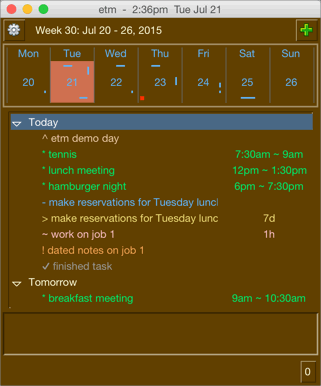 etm - 2:36pm Tue Jul 21
Week 30: Jul 20 - 26, 2015
Mon Tue Wed Thu Fri Sat Sun
20 21 22 23 24 25 26
Today
^ etm demo day
* tennis 7:30am ~ 9am
* lunch meeting 12pm ~ 1:30pm
* hamburger night 6pm ~ 7:30pm
- make reservations for Tuesday lunch
> make reservations for Tuesday lunc 7d
~ work on job 1 1h
! dated notes on job 1
✓ finished task
Tomorrow
* breakfast meeting 9am ~ 10:30am
0